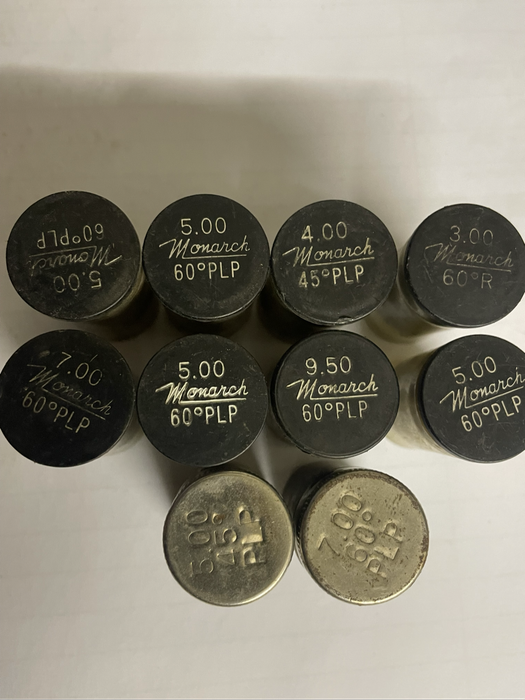 5.00
Monarch
60°PLP
5.00
Monarch
60°PLP
4.00
Monarch
45°PLP
3.00
Monarch
60°R
7.00
Monarch
60°PLP
5.00
Monarch
60°PLP
9.50
Monarch
60°PLP
5.00
Monarch
60°PLP
5.00
45°
PLP
7.00
60°
PLP